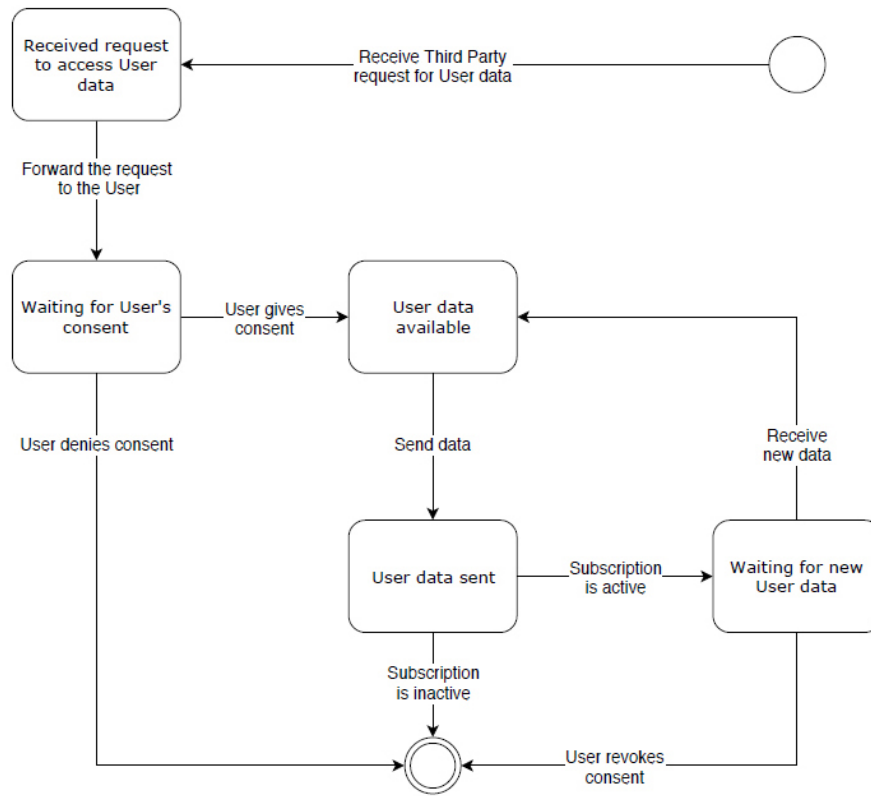 Received request
to access User
data
Receive Third Party
request for User data
Forward the request
to the User
Waiting for User's
consent
User gives
consent
User data
available
User denies consent
Send data
Receive
new data
User data sent
Subscription
is active
Waiting for new
User data
Subscription
is inactive
User revokes
consent